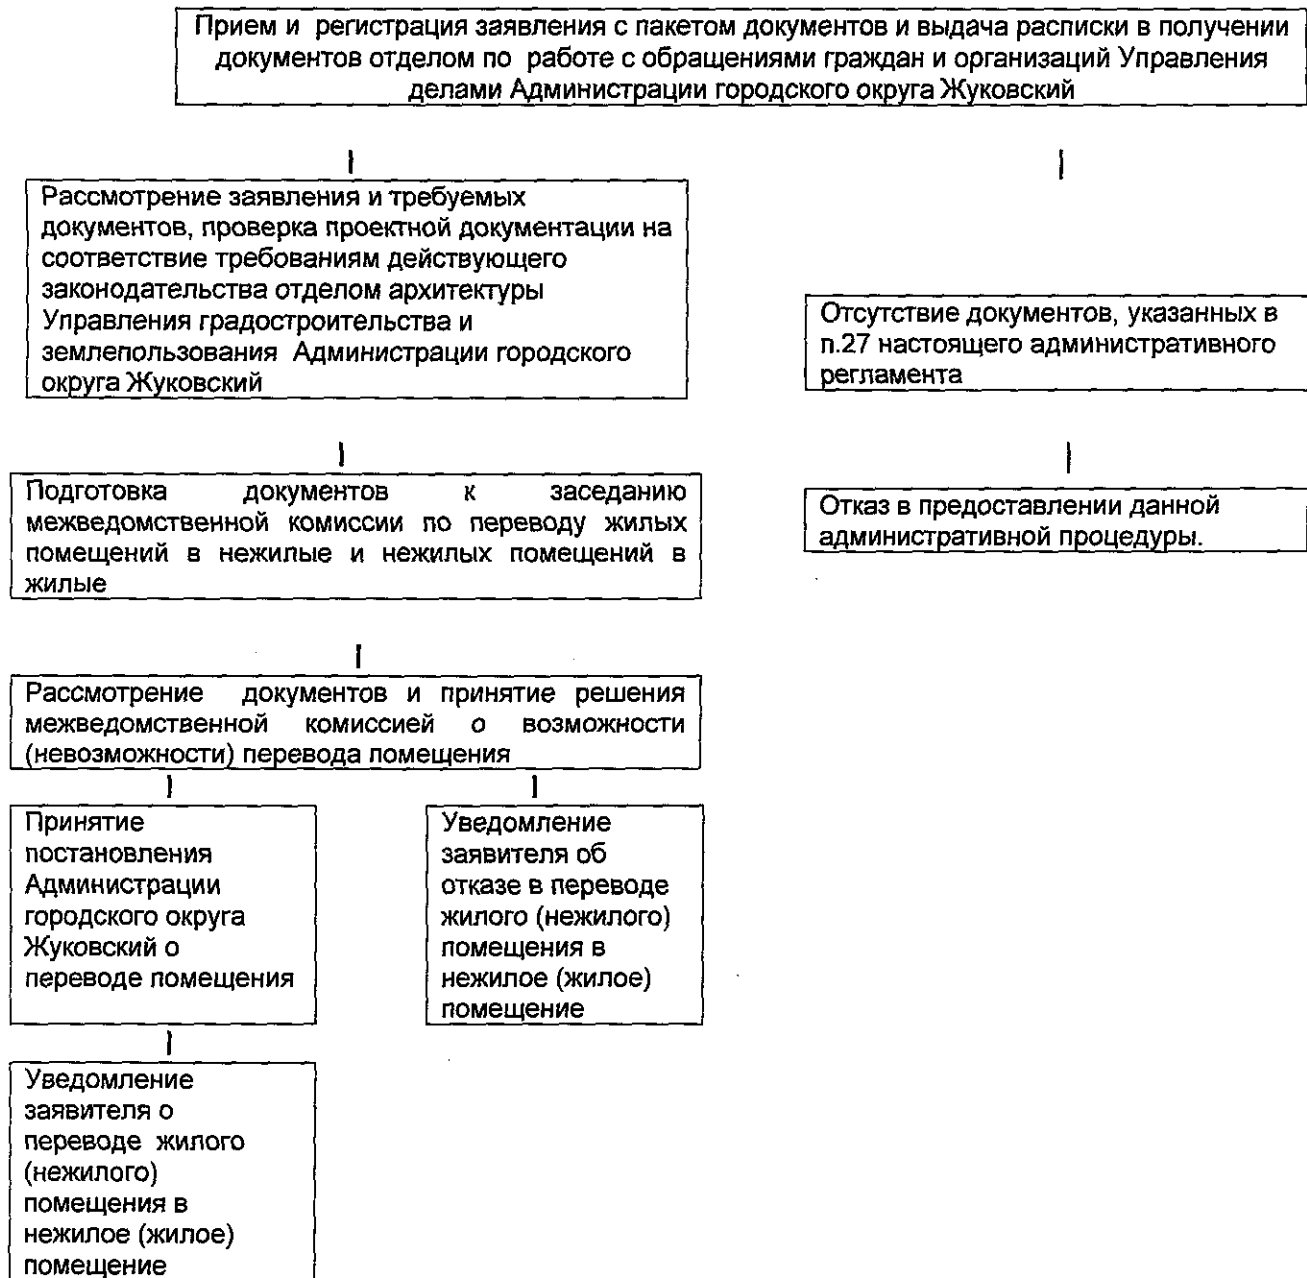 Прием и регистрация заявления с пакетом документов и выдача расписки в получении
документов отделом по работе с обращениями граждан и организаций Управления
делами Администрации городского округа Жуковский
Рассмотрение заявления и требуемых
документов, проверка проектной документации на
соответствие требованиям действующего
законодательства отделом архитектуры
Управления градостроительства и
землепользования Администрации городского
округа Жуковский
Отсутствие документов, указанных в
п.27 настоящего административного
регламента
Подготовка документов к заседанию
межведомственной комиссии по переводу жилых
помещений в нежилые и нежилых помещений в
жилые
Отказ в предоставлении данной
административной процедуры.
Рассмотрение документов и принятие решения
межведомственной комиссией о возможности
(невозможности) перевода помещения
Принятие
постановления
Администрации
городского округа
Жуковский о
переводе помещения
Уведомление
заявителя об
отказе в переводе
жилого (нежилого)
помещения в
нежилое (жилое)
помещение
Уведомление
заявителя о
переводе жилого
(нежилого)
помещения в
нежилое (жилое)
помещение